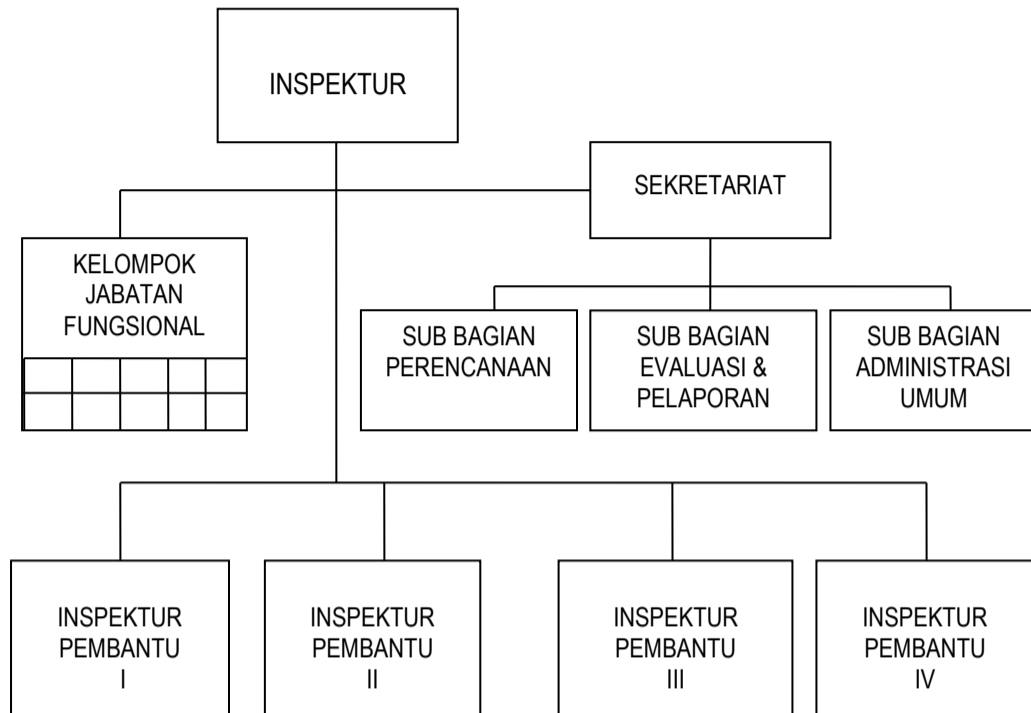 INSPEKTUR
SEKRETARIAT
KELOMPOK
JABATAN
FUNGSIONAL
SUB BAGIAN
PERENCANAAN
SUB BAGIAN
EVALUASI &
PELAPORAN
SUB BAGIAN
ADMINISTRASI
UMUM
INSPEKTUR
PEMBANTU
I
INSPEKTUR
PEMBANTU
II
INSPEKTUR
PEMBANTU
III
INSPEKTUR
PEMBANTU
IV